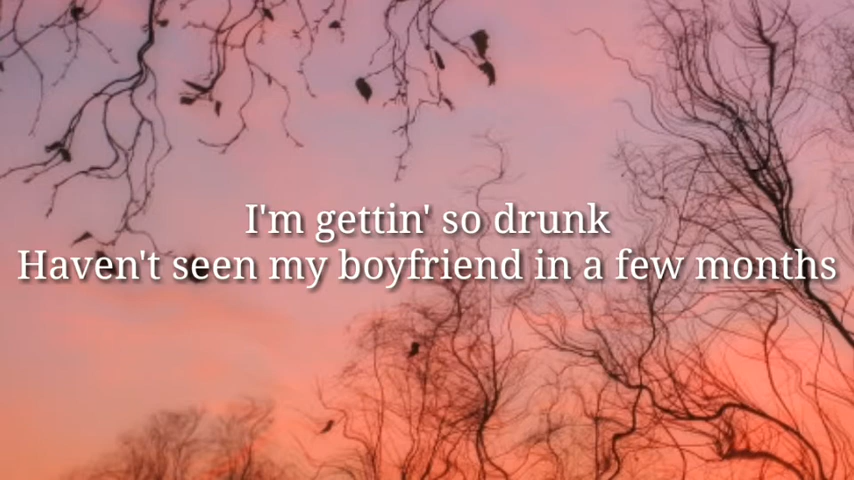 I'm gettin' so drunk
Haven't seen my boyfriend in a few months